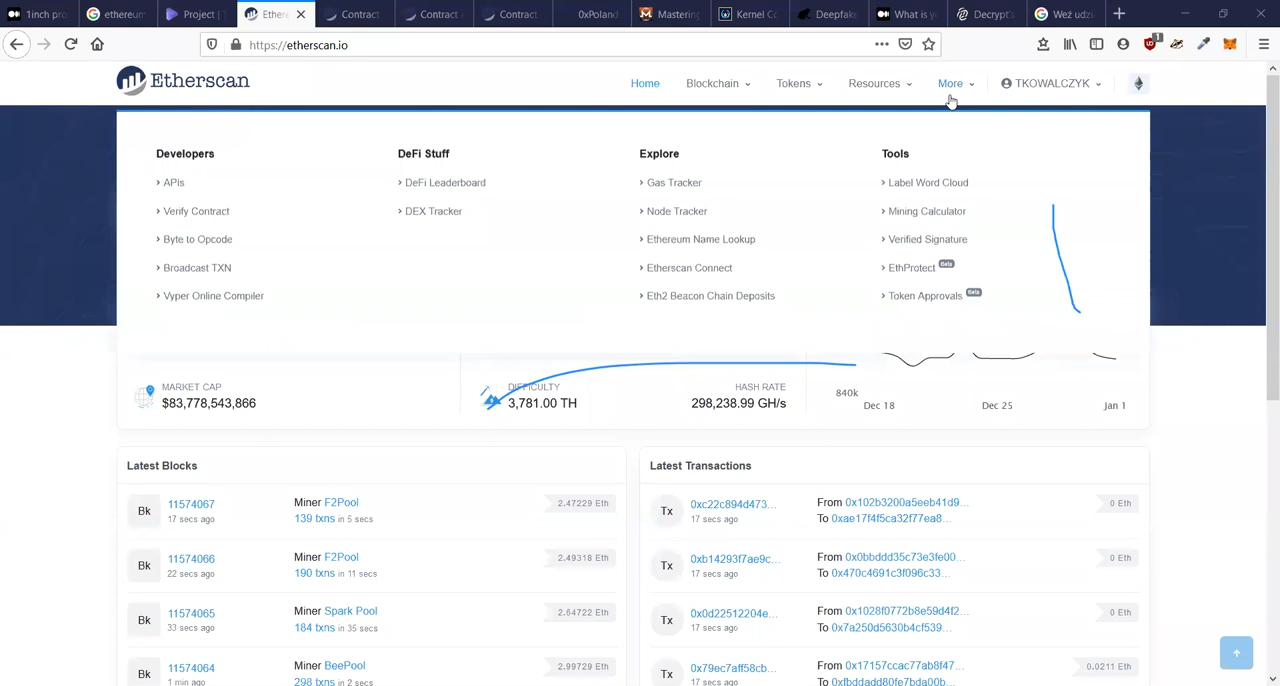 1inch pro
ethereum
Project |
Ethere
Contract
Contract
Contract
0xPoland
Mastering
Kernel Co
Deepfake
What is y
Decrypt's
Weź udzi
https://etherscan.io
1
Etherscan
Home
Blockchain
Tokens
Resources
More
TKOWALCZYK
Developers
APIs
Verify Contract
Byte to Opcode
Broadcast TXN
Vyper Online Compiler
DeFi Stuff
DeFi Leaderboard
DEX Tracker
Explore
Gas Tracker
Node Tracker
Ethereum Name Lookup
Etherscan Connect
Eth2 Beacon Chain Deposits
Tools
Label Word Cloud
Mining Calculator
Verified Signature
EthProtect Beta
Token Approvals Beta
MARKET CAP
$83,778,543,866
DIFFICULTY
3,781.00 TH
HASH RATE
298,238.99 GH/s
840k
Dec 18
Dec 25
Jan 1
Latest Blocks
Bk
11574067
17 secs ago
Miner F2Pool
139 txns in 5 secs
2.47229 Eth
Bk
11574066
22 secs ago
Miner F2Pool
190 txns in 11 secs
2.49318 Eth
Bk
11574065
33 secs ago
Miner Spark Pool
184 txns in 35 secs
2.64722 Eth
Bk
11574064
1 min ago
Miner BeePool
298 txns in 2 secs
2.99729 Eth
Latest Transactions
Tx
0xc22c894d473...
17 secs ago
From 0x102b3200a5eeb41d9...
To 0xae17f4f5ca32f77ea8...
0 Eth
Tx
0xb14293f7ae9c...
17 secs ago
From 0x0bbddd35c73e3fe00...
To 0x470c4691c3f096c33...
0 Eth
Tx
0x0d22512204e...
17 secs ago
From 0x1028f0772b8e59d4f2...
To 0x7a250d5630b4cf539...
0 Eth
Tx
0x79ec7aff58cb...
17 secs ago
From 0x17157ccac77ab8f47...
To 0xfbddadd80fe7bda00b...
0.0211 Eth